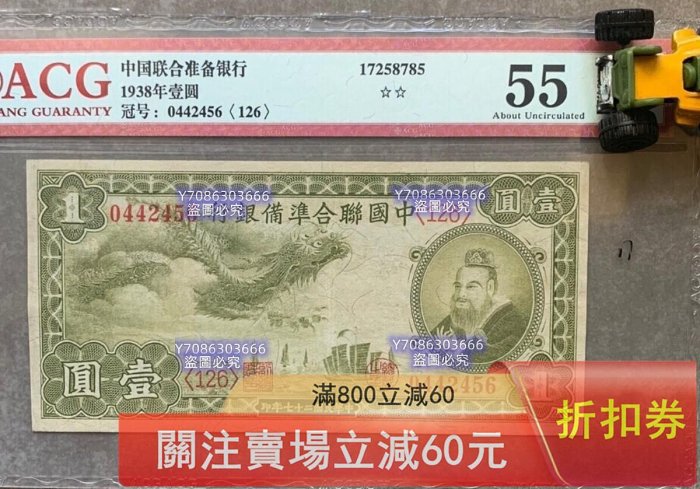 ACG
ANG GUARANTY
中国联合准备银行
1938年壹圆
冠号：0442456〈126〉
17258785
☆☆
55
About Uncirculated
1
044245
行銀備準合聯國中
〈126〉
圓壹
Y7086303666
盜圖必究
Y7086303666
盜圖必究
Y7086303666
盜圖必究
Y7086303666
盜圖必究
圓
壹
〈126〉
42456
滿800立減60
關注賣場立減60元
折扣券